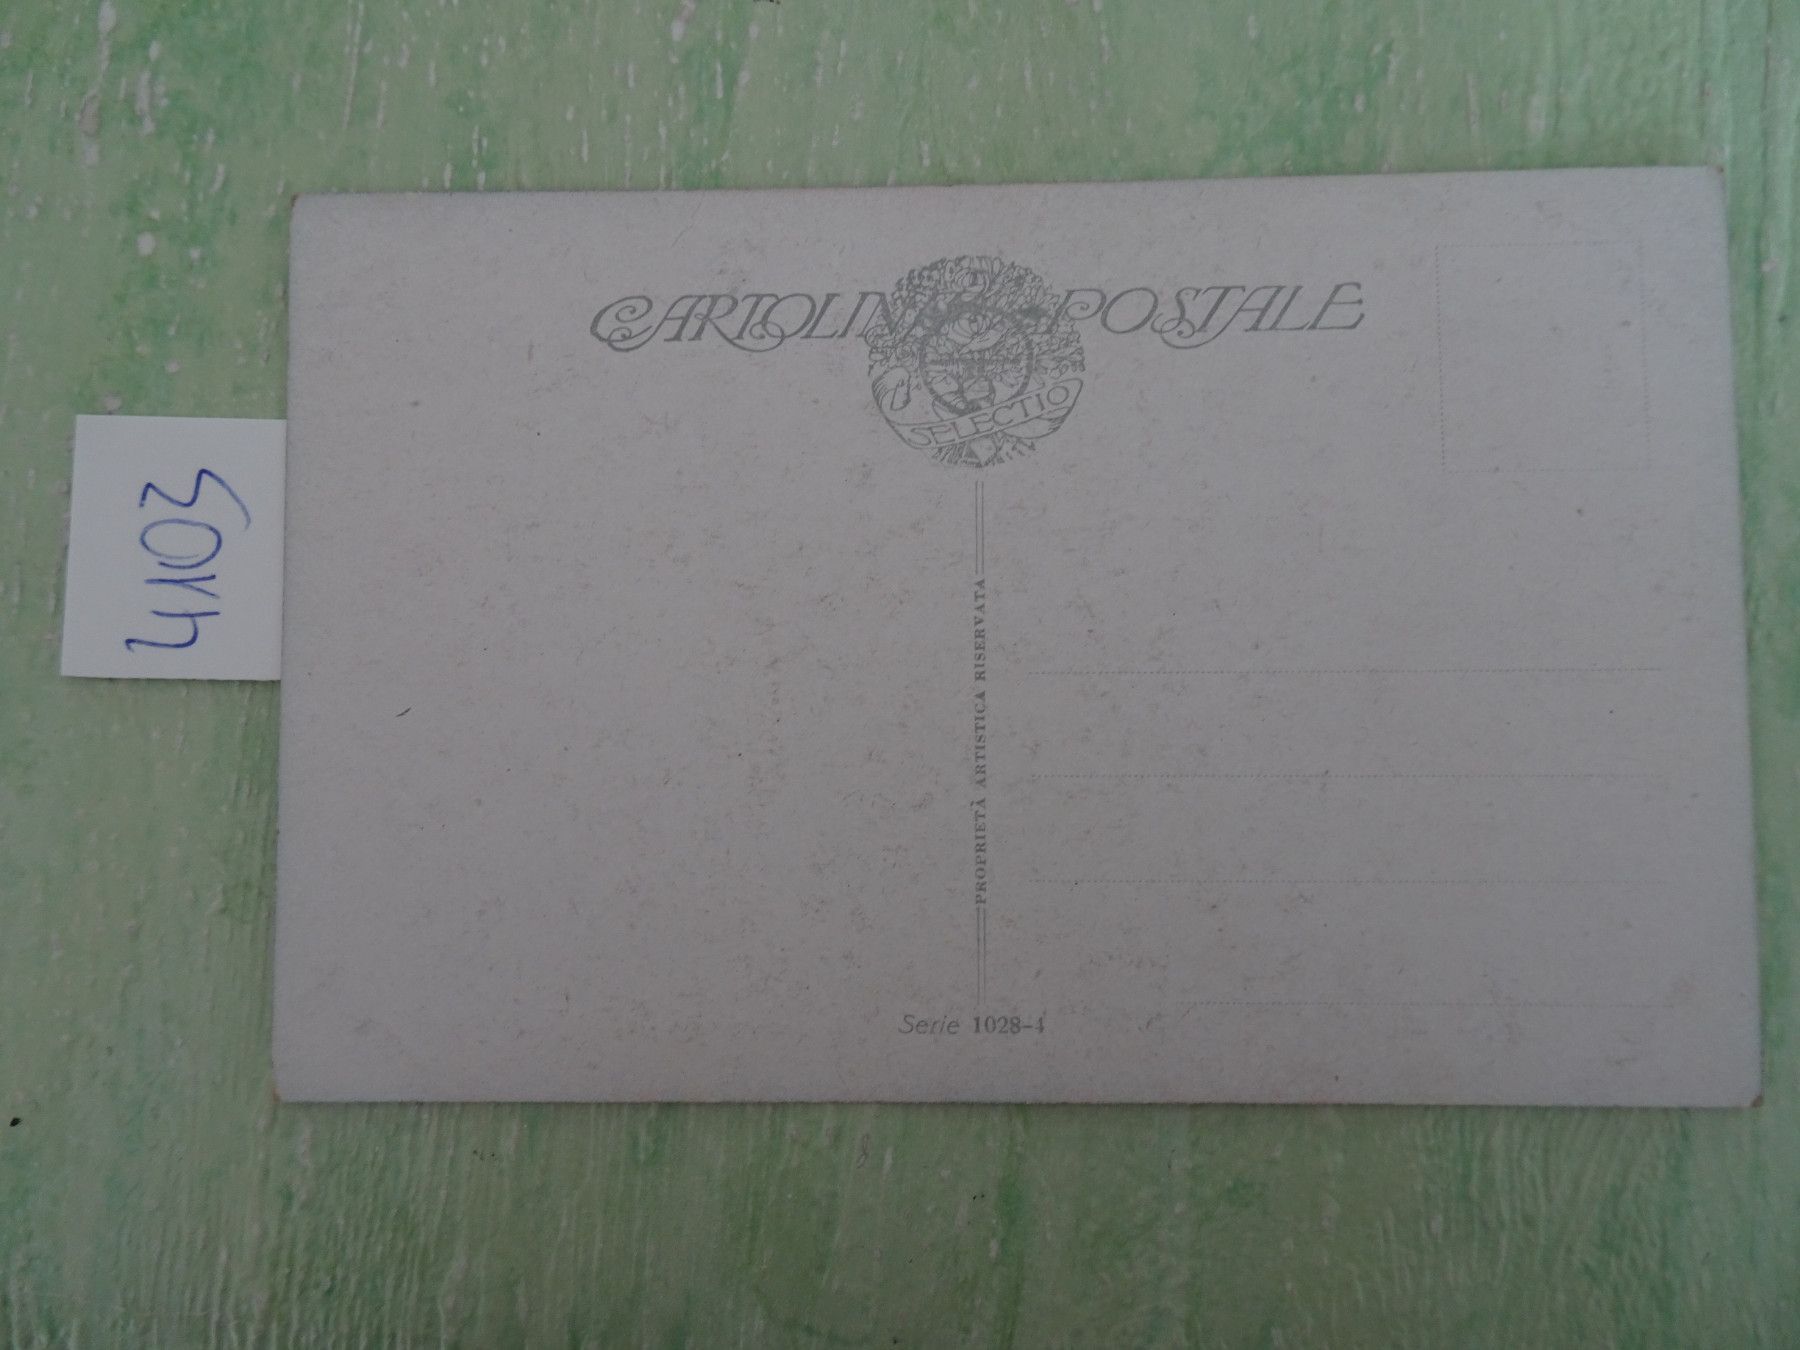 CARTOLINA POSTALE
SELECTIO
PROPRIETÀ ARTISTICA RISERVATA
Serie 1028-4
4103